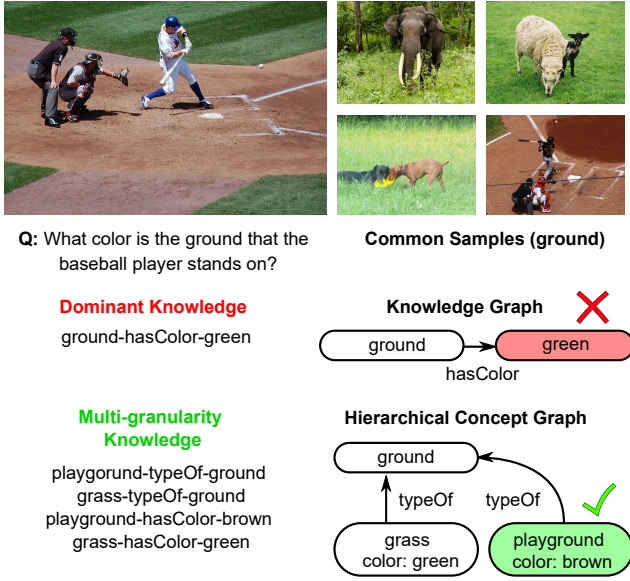 Q: What color is the ground that the
baseball player stands on?
Common Samples (ground)
Dominant Knowledge
ground-hasColor-green
Knowledge Graph
ground
green
hasColor
Multi-granularity
Knowledge
playgorund-typeOf-ground
grass-typeOf-ground
playground-hasColor-brown
grass-hasColor-green
Hierarchical Concept Graph
ground
typeOf
typeOf
grass
color: green
playground
color: brown